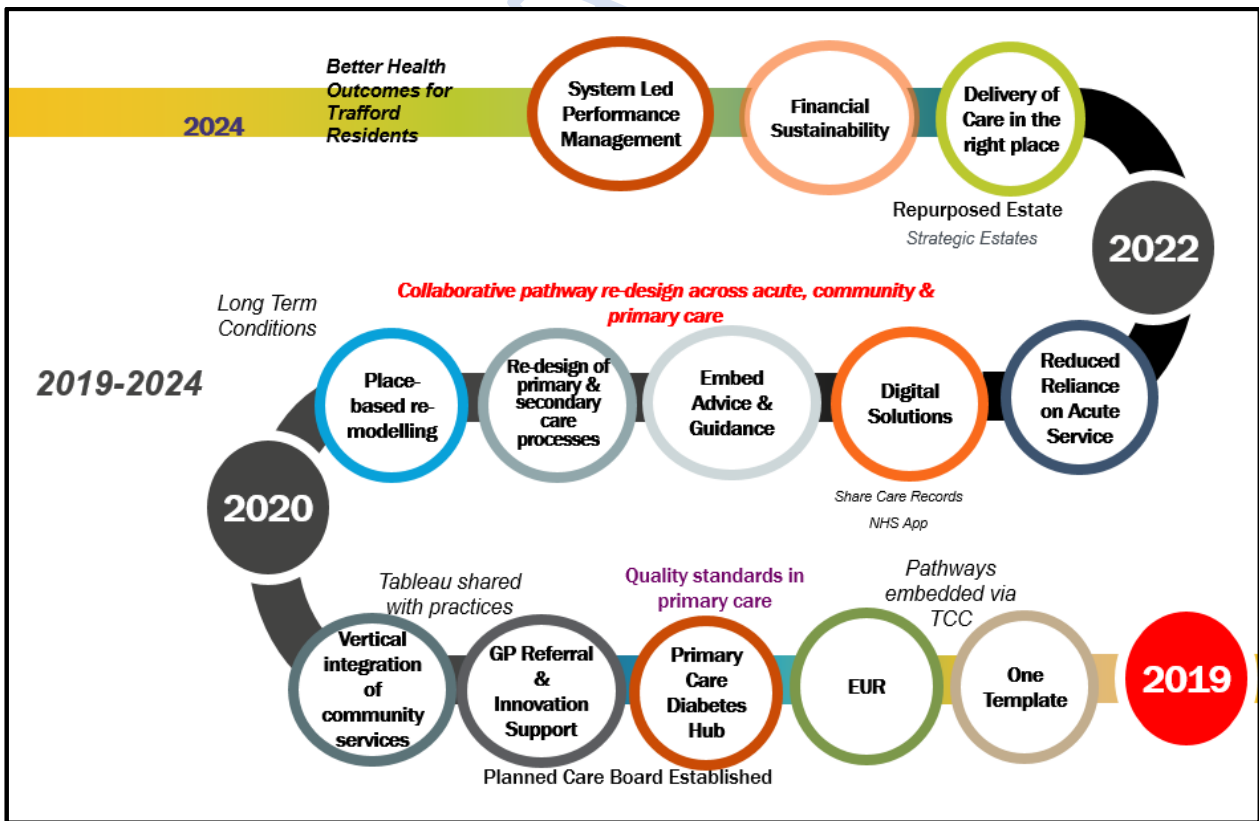 Better Health
Outcomes for
Trafford
Residents
2024
System Led
Performance
Management
Financial
Sustainability
Delivery of
Care in the
right place
Repurposed Estate
Strategic Estates
2022
Collaborative pathway re-design across acute, community &
primary care
Long Term
Conditions
2019-2024
Place-
based re-
modelling
Re-design of
primary &
secondary
care
processes
Embed
Advice &
Guidance
Digital
Solutions
Reduced
Reliance
on Acute
Service
Share Care Records
NHS App
2020
Tableau shared
with practices
Quality standards in
primary care
Pathways
embedded via
TCC
Vertical
integration
of
community
services
GP Referral
&
Innovation
Support
Primary
Care
Diabetes
Hub
EUR
One
Template
2019
Planned Care Board Established